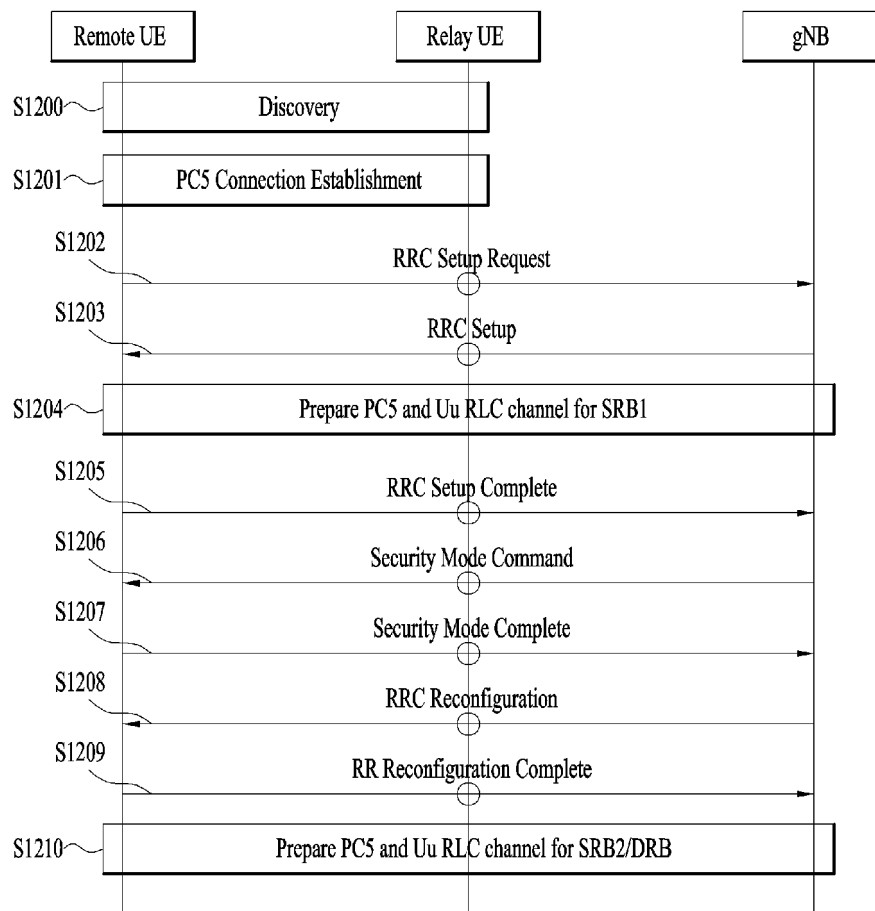 Remote UE
Relay UE
gNB
S1200
Discovery
S1201
PC5 Connection Establishment
S1202
RRC Setup Request
S1203
RRC Setup
S1204
Prepare PC5 and Uu RLC channel for SRB1
S1205
RRC Setup Complete
S1206
Security Mode Command
S1207
Security Mode Complete
S1208
RRC Reconfiguration
S1209
RR Reconfiguration Complete
S1210
Prepare PC5 and Uu RLC channel for SRB2/DRB